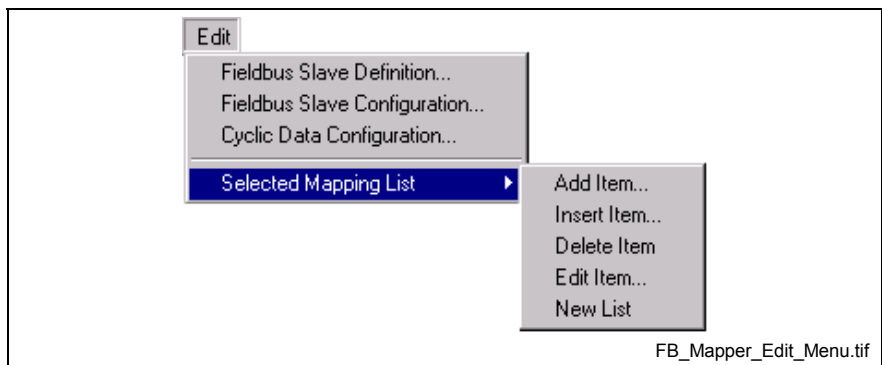 Edit
Fieldbus Slave Definition...
Fieldbus Slave Configuration...
Cyclic Data Configuration...
Selected Mapping List
Add Item...
Insert Item...
Delete Item
Edit Item...
New List
FB_Mapper_Edit_Menu.tif